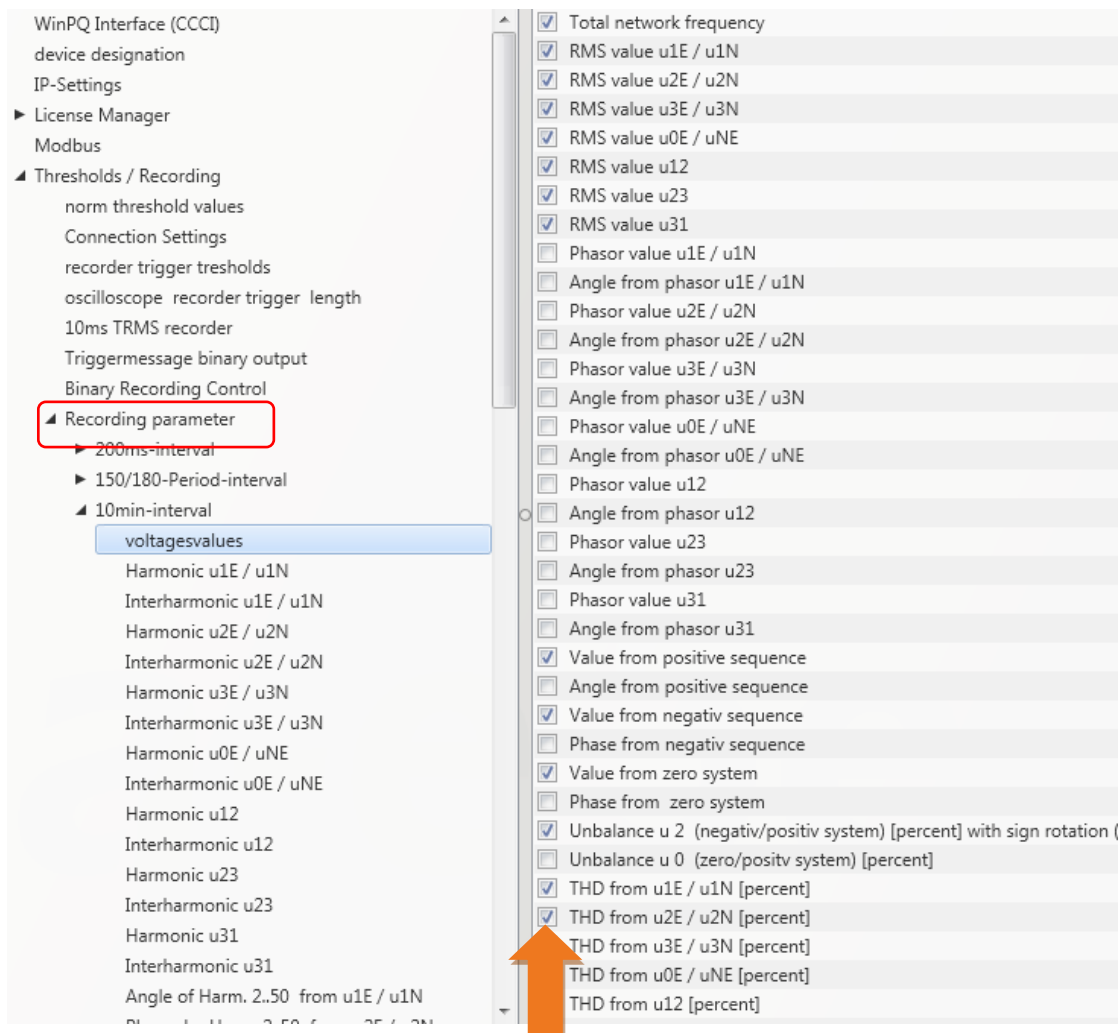 WinPQ Interface (CCCI)
device designation
IP-Settings
License Manager
Modbus
Thresholds / Recording
norm threshold values
Connection Settings
recorder trigger tresholds
oscilloscope recorder trigger length
10ms TRMS recorder
Triggermessage binary output
Binary Recording Control
Recording parameter
200ms-interval
150/180-Period-interval
10min-interval
voltagesvalues
Harmonic u1E / u1N
Interharmonic u1E / u1N
Harmonic u2E / u2N
Interharmonic u2E / u2N
Harmonic u3E / u3N
Interharmonic u3E / u3N
Harmonic u0E / uNE
Interharmonic u0E / uNE
Harmonic u12
Interharmonic u12
Harmonic u23
Interharmonic u23
Harmonic u31
Interharmonic u31
Angle of Harm. 2..50 from u1E / u1N
Total network frequency
RMS value u1E / u1N
RMS value u2E / u2N
RMS value u3E / u3N
RMS value u0E / uNE
RMS value u12
RMS value u23
RMS value u31
Phasor value u1E / u1N
Angle from phasor u1E / u1N
Phasor value u2E / u2N
Angle from phasor u2E / u2N
Phasor value u3E / u3N
Angle from phasor u3E / u3N
Phasor value u0E / uNE
Angle from phasor u0E / uNE
Phasor value u12
Angle from phasor u12
Phasor value u23
Angle from phasor u23
Phasor value u31
Angle from phasor u31
Value from positive sequence
Angle from positive sequence
Value from negativ sequence
Phase from negativ sequence
Value from zero system
Phase from zero system
Unbalance u 2 (negativ/positiv system) [percent] with sign rotation (
Unbalance u 0 (zero/positv system) [percent]
THD from u1E / u1N [percent]
THD from u2E / u2N [percent]
THD from u3E / u3N [percent]
THD from u0E / uNE [percent]
THD from u12 [percent]